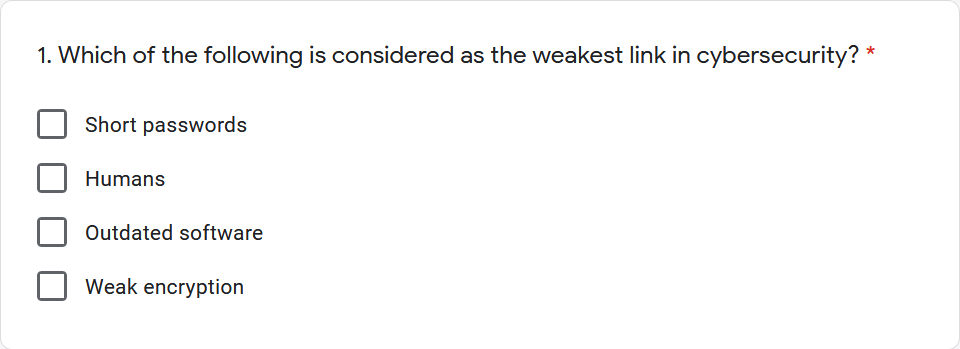 1. Which of the following is considered as the weakest link in cybersecurity? *
Short passwords
Humans
Outdated software
Weak encryption